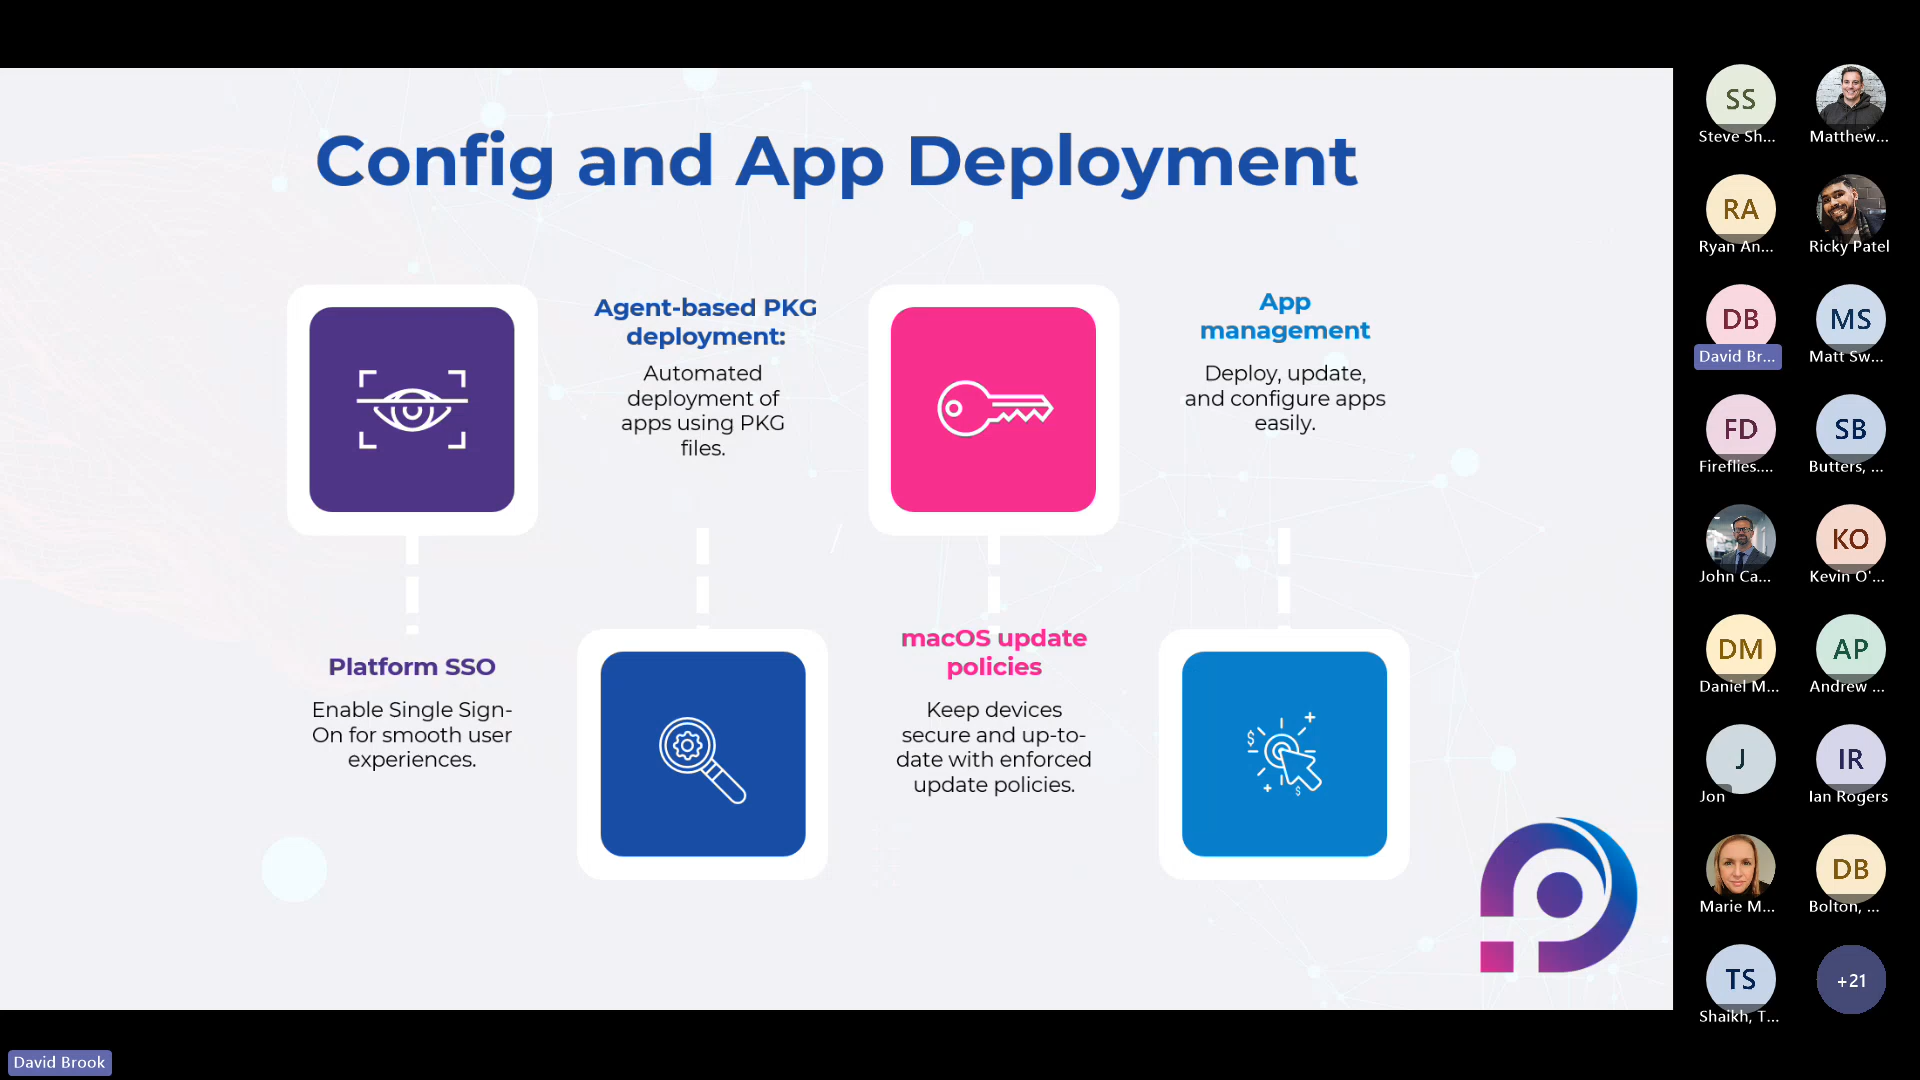 Config and App Deployment
Agent-based PKG
deployment:
Automated
deployment of
apps using PKG
files.
App
management
Deploy, update,
and configure apps
easily.
Platform SSO
Enable Single Sign-
On for smooth user
experiences.
macOS update
policies
Keep devices
secure and up-to-
date with enforced
update policies.
SS
Steve Sh...
Matthew...
RA
Ryan An...
Ricky Patel
DB
David Br...
MS
Matt Sw...
FD
Fireflies....
SB
Butters, ...
John Ca...
KO
Kevin O'...
DM
Daniel M...
AP
Andrew ...
J
Jon
IR
Ian Rogers
Marie M...
DB
Bolton, ...
TS
Shaikh, T...
+21
David Brook